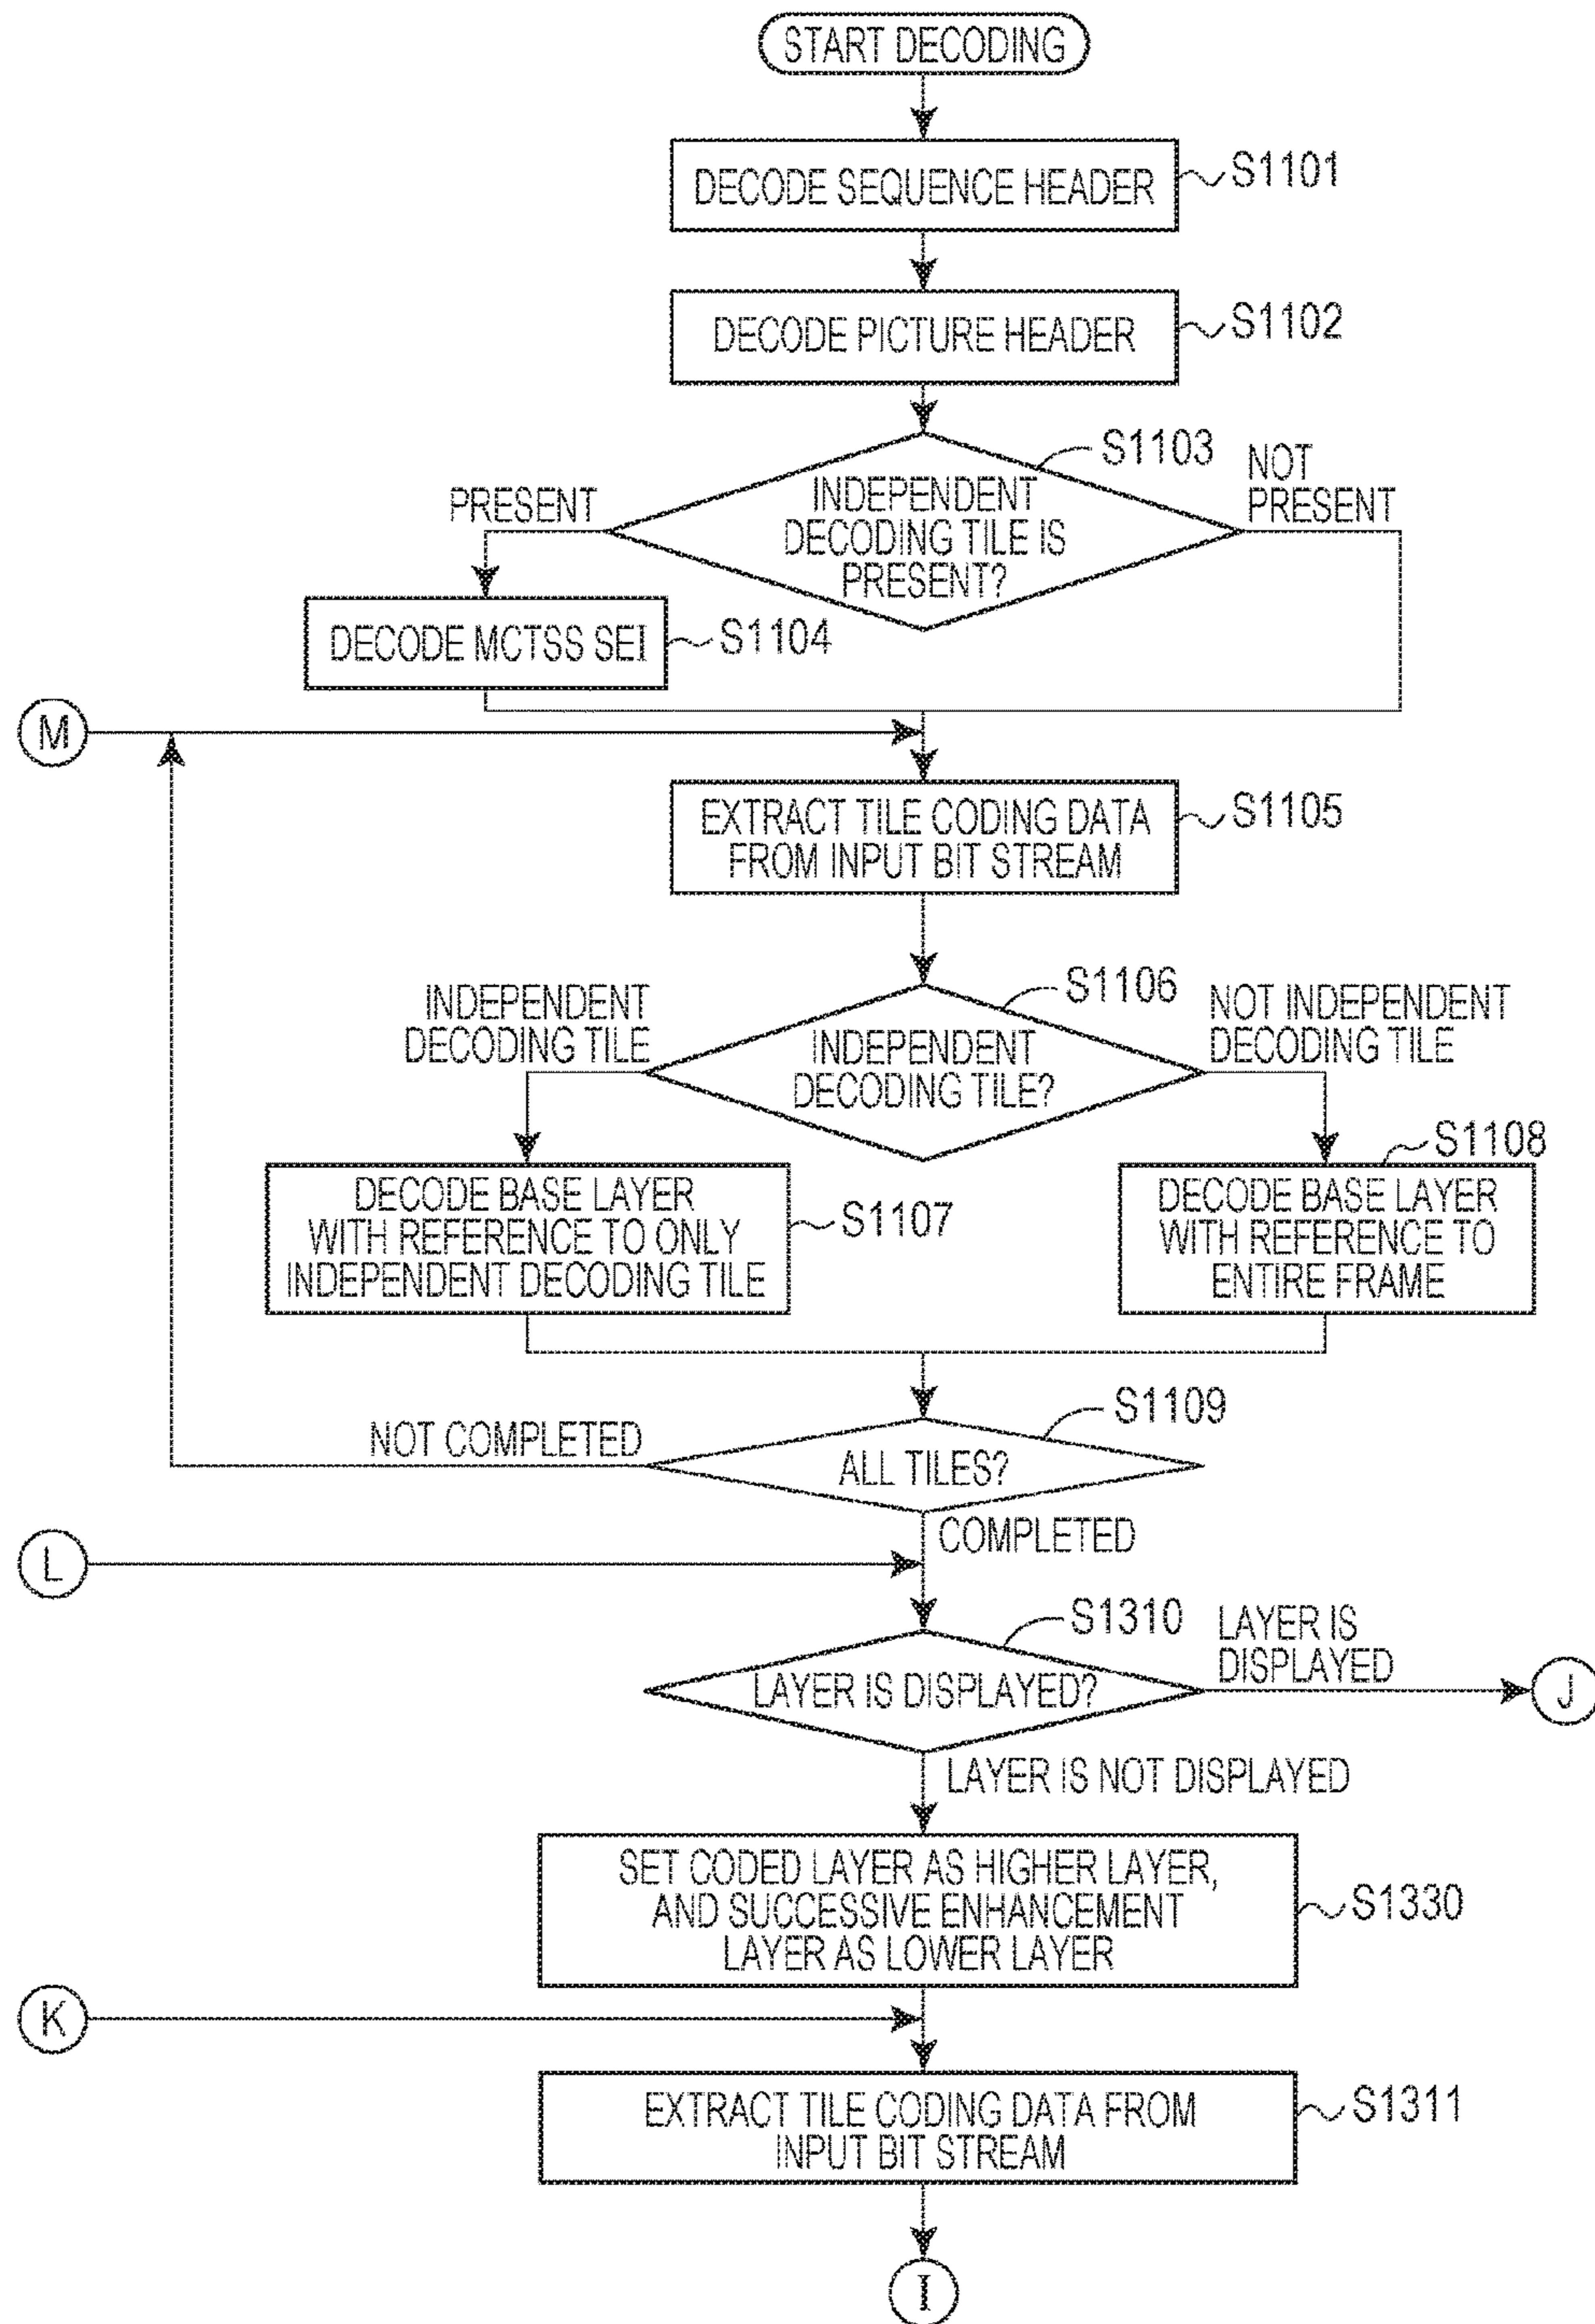 START DECODING
DECODE SEQUENCE HEADER
S1101
DECODE PICTURE HEADER
S1102
S1103
PRESENT
INDEPENDENT
DECODING TILE IS
PRESENT?
NOT
PRESENT
DECODE MCTSS SEI
S1104
M
EXTRACT TILE CODING DATA
FROM INPUT BIT STREAM
S1105
S1106
INDEPENDENT
DECODING TILE
INDEPENDENT
DECODING TILE?
NOT INDEPENDENT
DECODING TILE
DECODE BASE LAYER
WITH REFERENCE TO ONLY
INDEPENDENT DECODING TILE
S1107
S1108
DECODE BASE LAYER
WITH REFERENCE TO
ENTIRE FRAME
S1109
NOT COMPLETED
ALL TILES?
COMPLETED
L
S1310
LAYER IS DISPLAYED?
LAYER IS
DISPLAYED
J
LAYER IS NOT DISPLAYED
SET CODED LAYER AS HIGHER LAYER,
AND SUCCESSIVE ENHANCEMENT
LAYER AS LOWER LAYER
S1330
K
EXTRACT TILE CODING DATA FROM
INPUT BIT STREAM
S1311
I